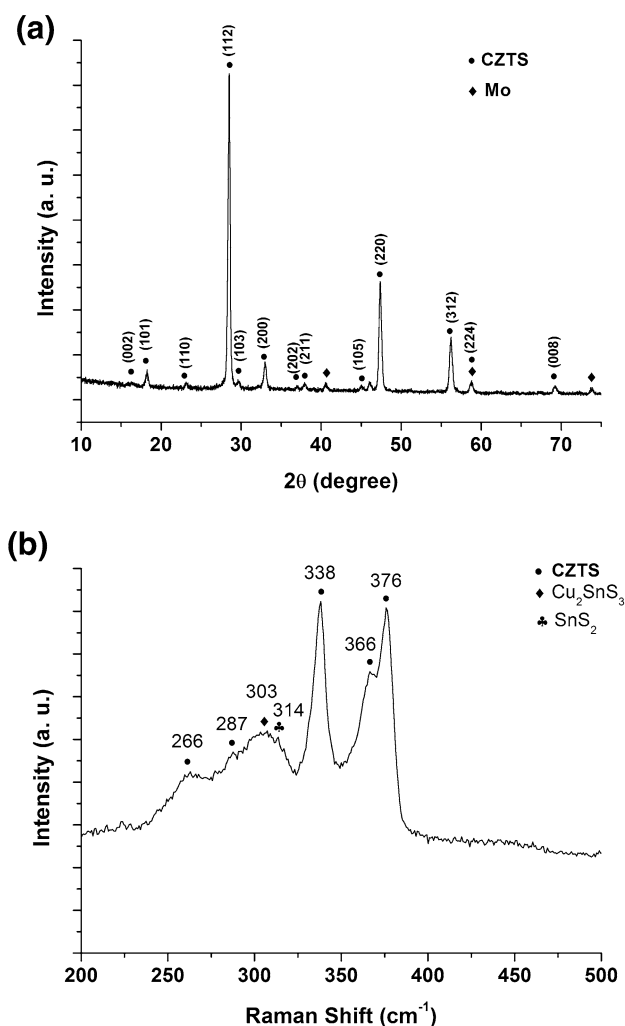 (a)
(112)
● CZTS
♦ Mo
(220)
(002)
(101)
(110)
(103)
(200)
(202)
(211)
(105)
(312)
(224)
(008)
Intensity (a. u.)
10 20 30 40 50 60 70
2θ (degree)
(b)
338
376
● CZTS
♦ Cu₂SnS₃
♣ SnS₂
366
303
314
287
266
Intensity (a. u.)
200 250 300 350 400 450 500
Raman Shift (cm⁻¹)